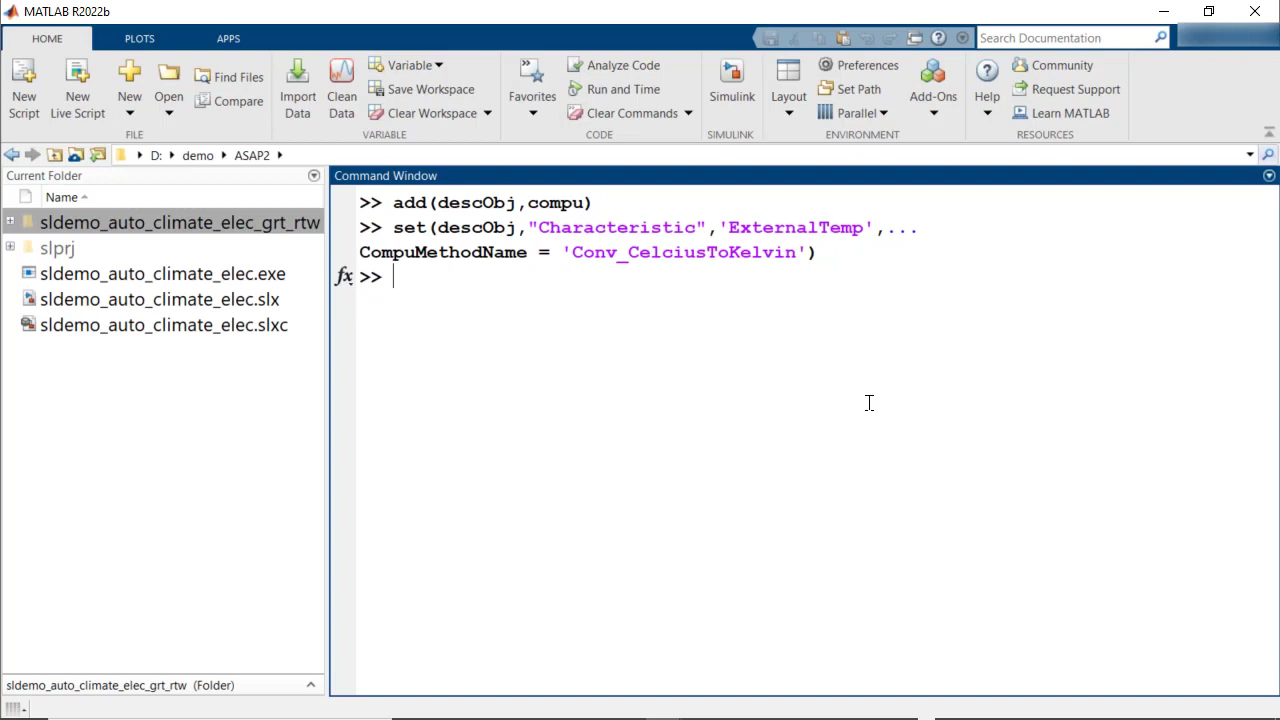 MATLAB R2022b
HOME PLOTS APPS Search Documentation
New Script New Live Script New Open Find Files Compare Import Data Clean Data Variable Save Workspace Clear Workspace Favorites Analyze Code Run and Time Clear Commands Simulink Layout Preferences Set Path Parallel Add-Ons Help Community Request Support Learn MATLAB
FILE VARIABLE CODE SIMULINK ENVIRONMENT RESOURCES
D: demo ASAP2
Current Folder
Name
sldemo_auto_climate_elec_grt_rtw
slprj
sldemo_auto_climate_elec.exe
sldemo_auto_climate_elec.slx
sldemo_auto_climate_elec.slxc
sldemo_auto_climate_elec_grt_rtw (Folder)
Command Window
>> add(descObj,compu)
>> set(descObj,"Characteristic",'ExternalTemp',...
CompuMethodName = 'Conv_CelciusToKelvin')
fx >>